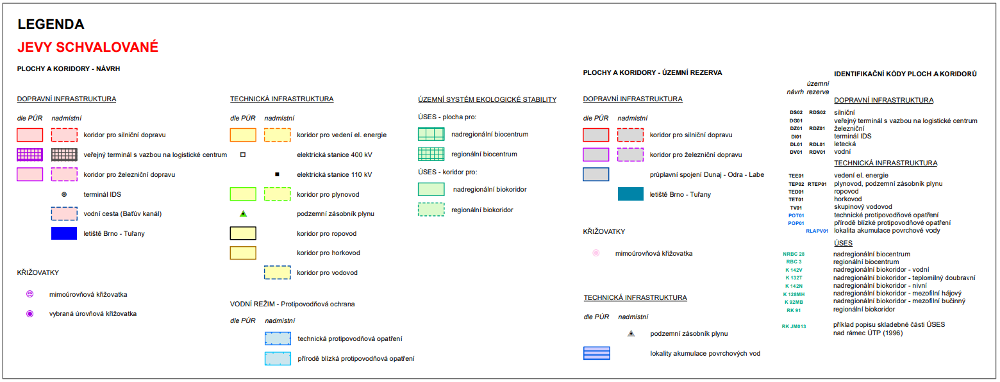 LEGENDA
JEVY SCHVALOVANÉ
PLOCHY A KORIDORY - NÁVRH
DOPRAVNÍ INFRASTRUKTURA
dle PÚR nadmístní
koridor pro silniční dopravu
veřejný terminál s vazbou na logistické centrum
koridor pro železniční dopravu
terminál IDS
vodní cesta (Baťův kanál)
letiště Brno - Tuřany
KŘIŽOVATKY
mimoúrovňová křižovatka
vybraná úrovňová křižovatka
TECHNICKÁ INFRASTRUKTURA
dle PÚR nadmístní
koridor pro vedení el. energie
elektrická stanice 400 kV
elektrická stanice 110 kV
koridor pro plynovod
podzemní zásobník plynu
koridor pro ropovod
koridor pro horkovod
koridor pro vodovod
VODNÍ REŽIM - Protipovodňová ochrana
dle PÚR nadmístní
technická protipovodňová opatření
přírodě blízká protipovodňová opatření
ÚZEMNÍ SYSTÉM EKOLOGICKÉ STABILITY
ÚSES - plocha pro:
nadregionální biocentrum
regionální biocentrum
ÚSES - koridor pro:
nadregionální biokoridor
regionální biokoridor
PLOCHY A KORIDORY - ÚZEMNÍ REZERVA
DOPRAVNÍ INFRASTRUKTURA
dle PÚR nadmístní
koridor pro silniční dopravu
koridor pro železniční dopravu
průplavní spojení Dunaj - Odra - Labe
letiště Brno - Tuřany
KŘIŽOVATKY
mimoúrovňová křižovatka
TECHNICKÁ INFRASTRUKTURA
dle PÚR nadmístní
podzemní zásobník plynu
lokality akumulace povrchových vod
IDENTIFIKAČNÍ KÓDY PLOCH A KORIDORŮ
územní
návrh rezerva
DOPRAVNÍ INFRASTRUKTURA
DS02 RDS02 silniční
DG01 veřejný terminál s vazbou na logistické centrum
DZ01 RDZ01 železniční
DI01 terminál IDS
DL01 RDL01 letecká
DV01 RDV01 vodní
TECHNICKÁ INFRASTRUKTURA
TEE01 vedení el. energie
TEP02 RTEP01 plynovod, podzemní zásobník plynu
TED01 ropovod
TET01 horkovod
TV01 skupinový vodovod
POT01 technické protipovodňové opatření
POP01 přírodě blízké protipovodňové opatření
RLAPV01 lokalita akumulace povrchové vody
ÚSES
NRBC 28 nadregionální biocentrum
RBC 3 regionální biocentrum
K 142V nadregionální biokoridor - vodní
K 132T nadregionální biokoridor - teplomilný doubravní
K 142N nadregionální biokoridor - nivní
K 128MH nadregionální biokoridor - mezofilní hájový
K 92MB nadregionální biokoridor - mezofilní bučinný
RK 91 regionální biokoridor
RK JM013 příklad popisu skladebné části ÚSES
nad rámec ÚTP (1996)